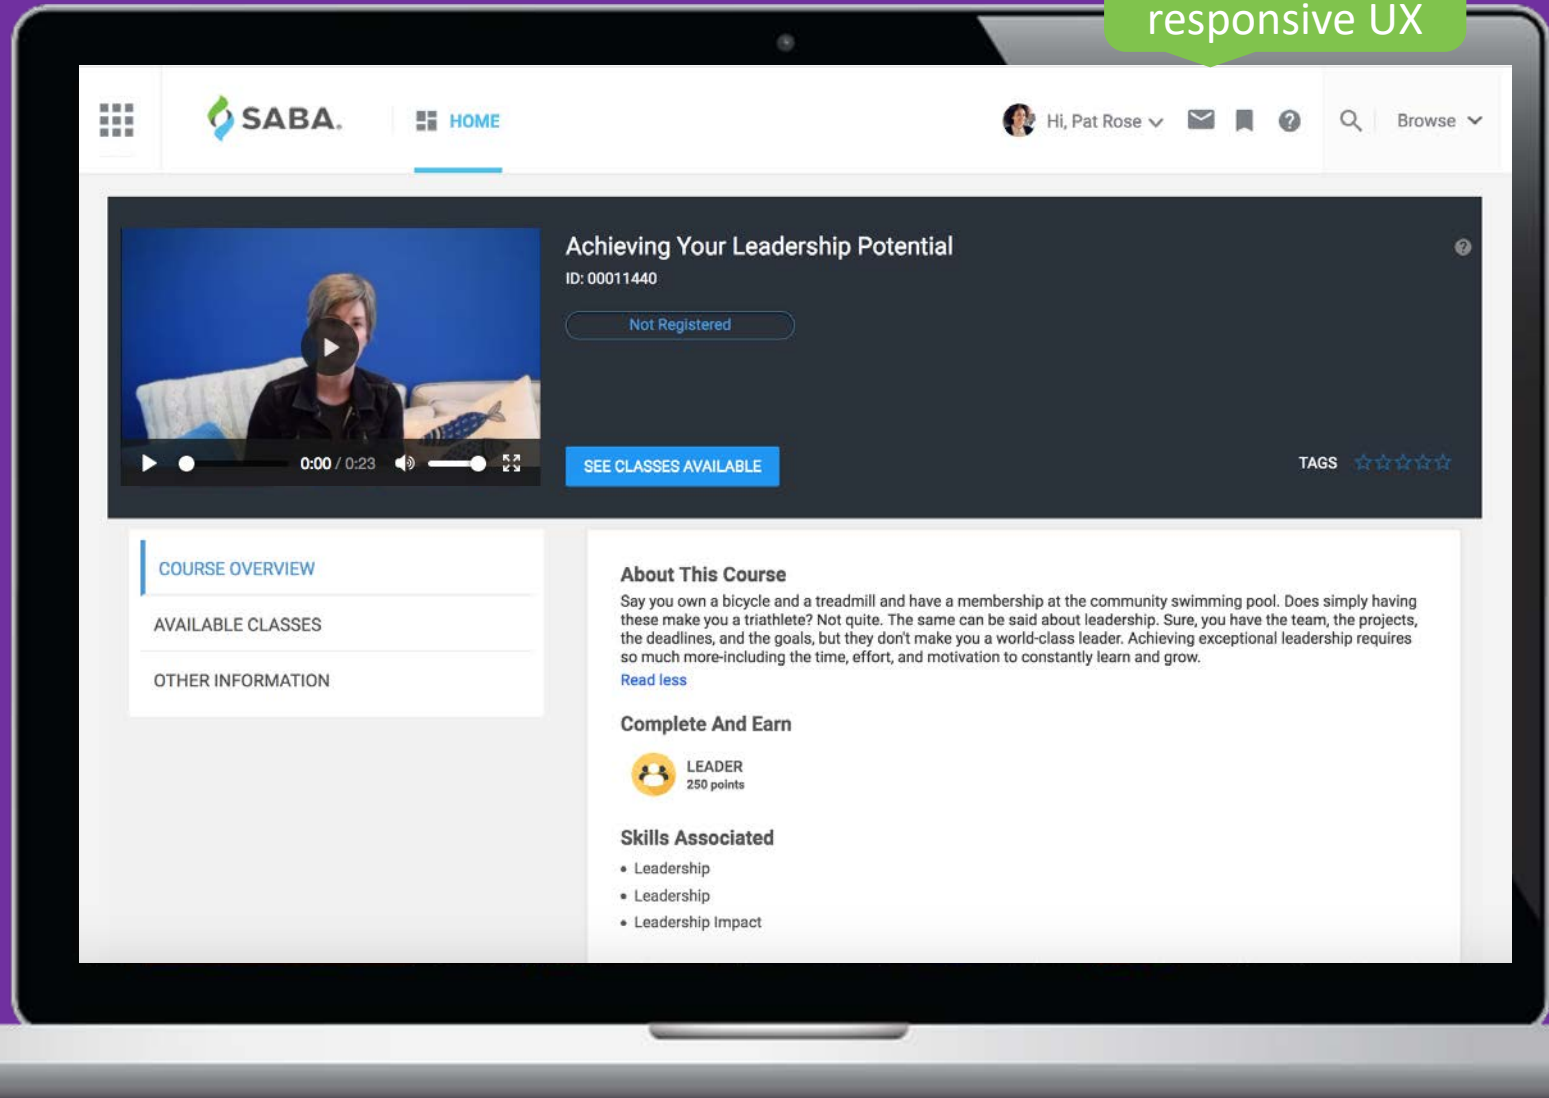 responsive UX
SABA.
HOME
Hi, Pat Rose
Browse
Achieving Your Leadership Potential
ID: 00011440
Not Registered
0:00 / 0:23
SEE CLASSES AVAILABLE
TAGS
COURSE OVERVIEW
AVAILABLE CLASSES
OTHER INFORMATION
About This Course
Say you own a bicycle and a treadmill and have a membership at the community swimming pool. Does simply having
these make you a triathlete? Not quite. The same can be said about leadership. Sure, you have the team, the projects,
the deadlines, and the goals, but they don't make you a world-class leader. Achieving exceptional leadership requires
so much more-including the time, effort, and motivation to constantly learn and grow.
Read less
Complete And Earn
LEADER
250 points
Skills Associated
• Leadership
• Leadership
• Leadership Impact